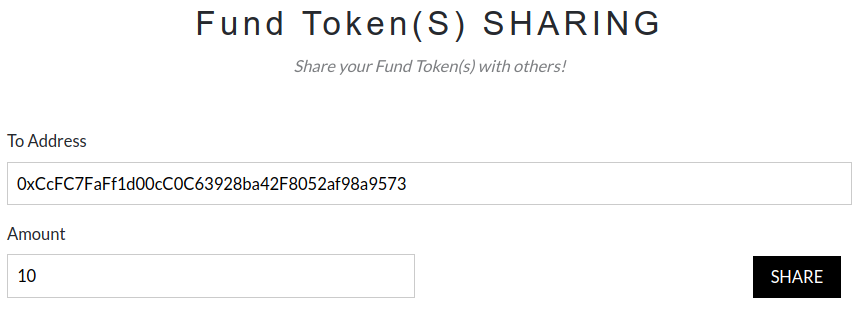 Fund Token(S) SHARING
Share your Fund Token(s) with others!
To Address
0xCcFC7FaFf1d00cC0C63928ba42F8052af98a9573
Amount
10
SHARE